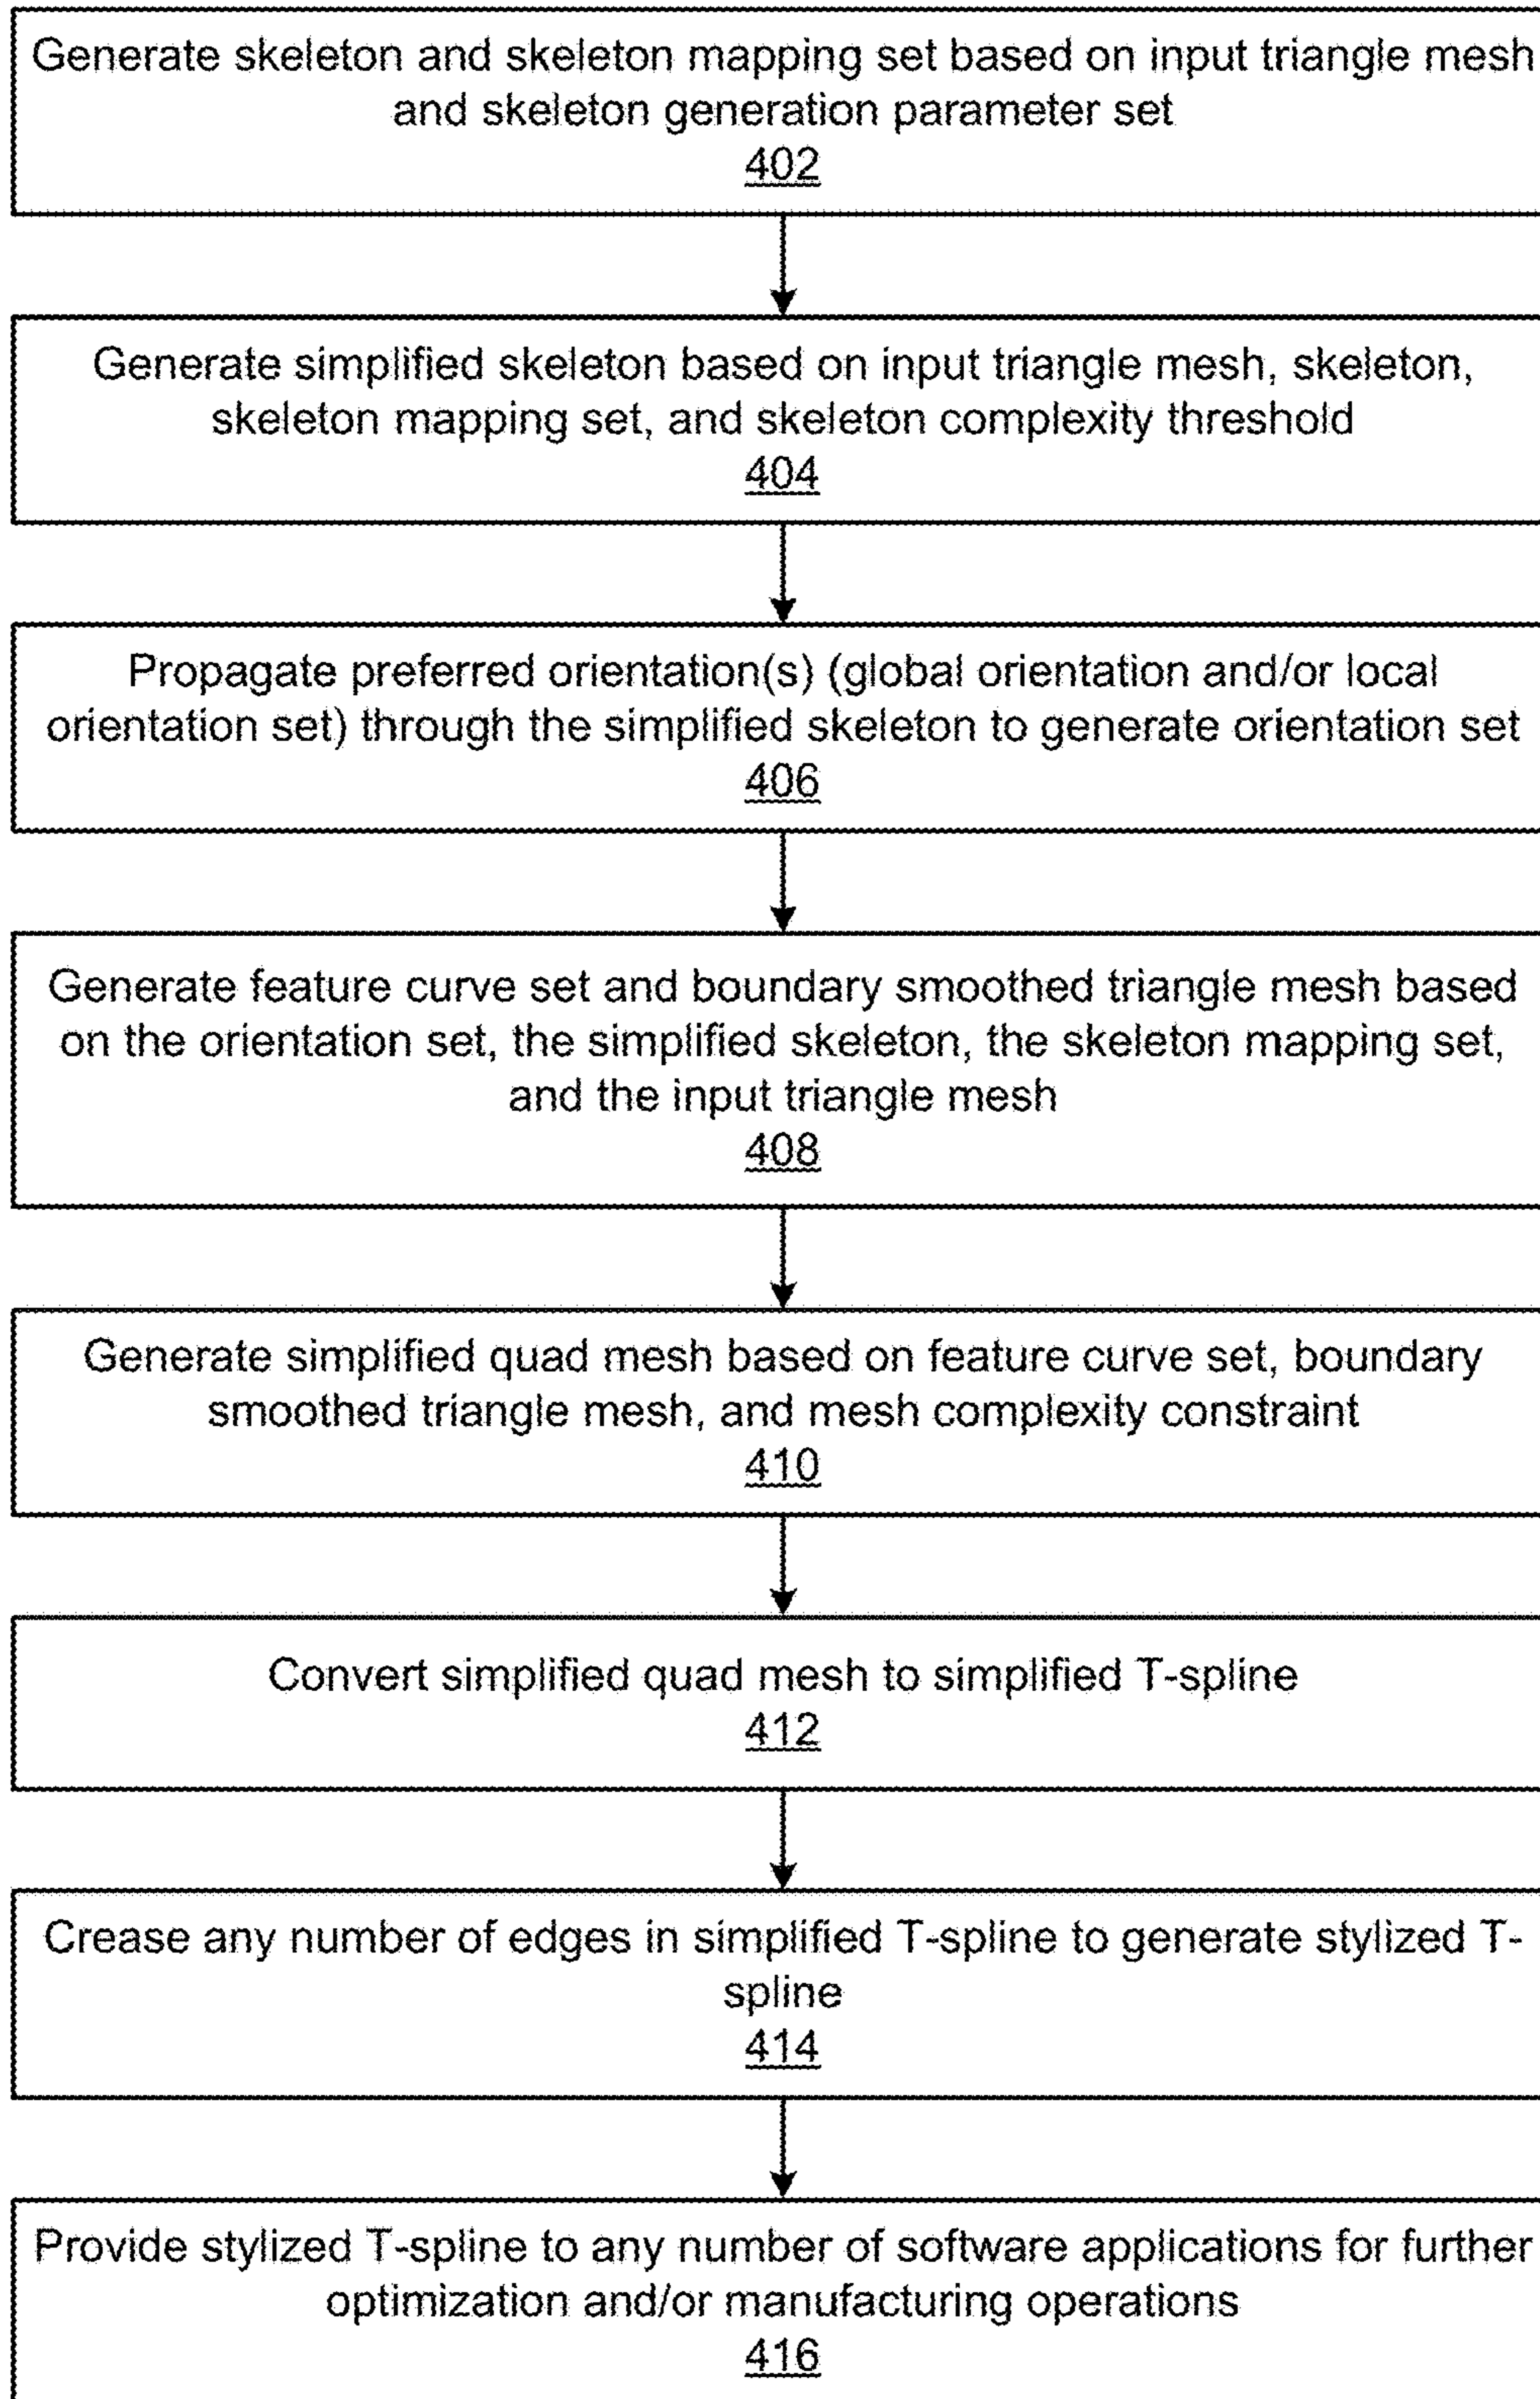 Generate skeleton and skeleton mapping set based on input triangle mesh
and skeleton generation parameter set
402
Generate simplified skeleton based on input triangle mesh, skeleton,
skeleton mapping set, and skeleton complexity threshold
404
Propagate preferred orientation(s) (global orientation and/or local
orientation set) through the simplified skeleton to generate orientation set
406
Generate feature curve set and boundary smoothed triangle mesh based
on the orientation set, the simplified skeleton, the skeleton mapping set,
and the input triangle mesh
408
Generate simplified quad mesh based on feature curve set, boundary
smoothed triangle mesh, and mesh complexity constraint
410
Convert simplified quad mesh to simplified T-spline
412
Crease any number of edges in simplified T-spline to generate stylized T-
spline
414
Provide stylized T-spline to any number of software applications for further
optimization and/or manufacturing operations
416